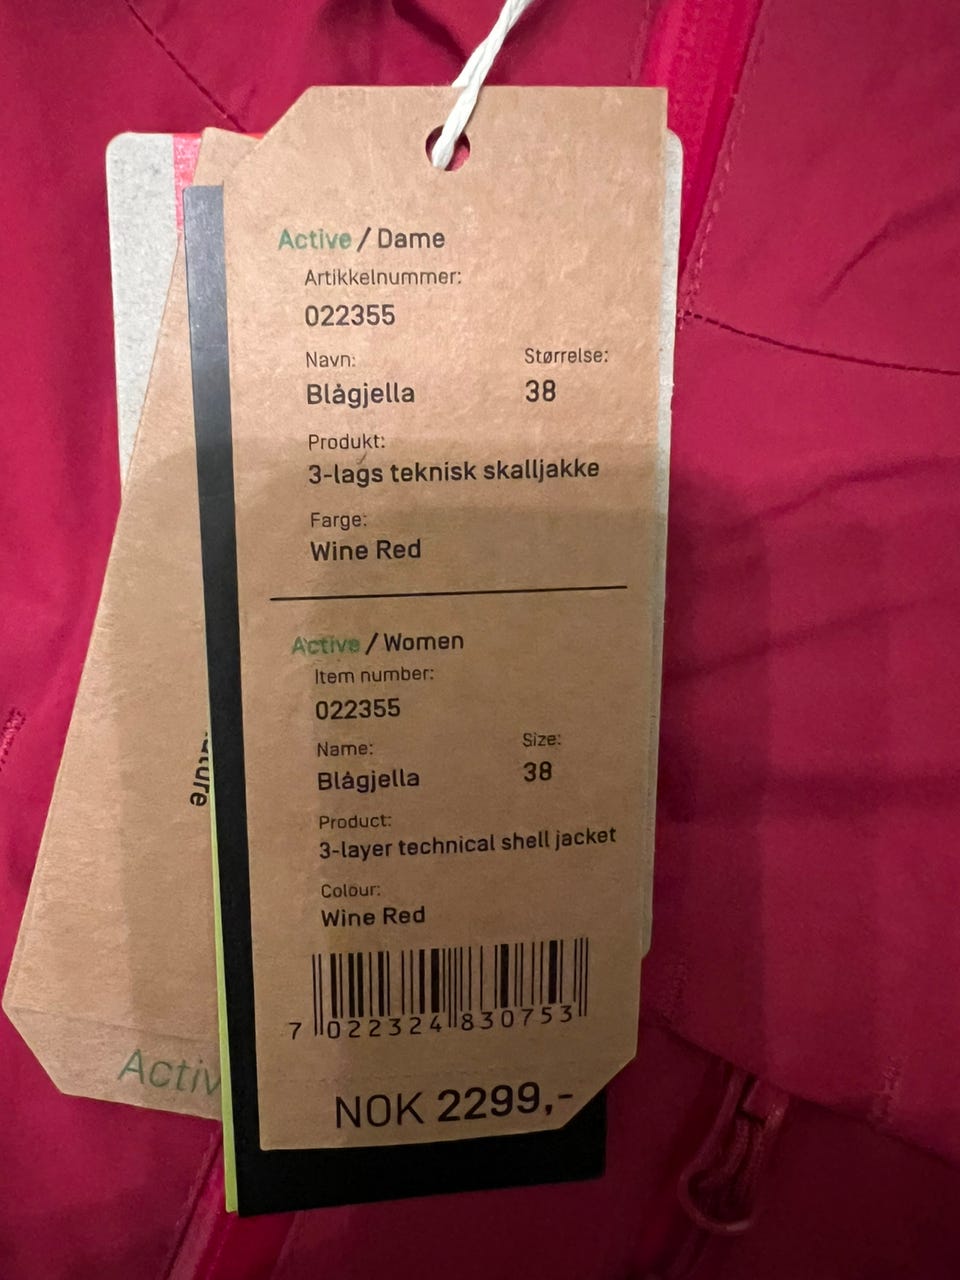 Active / Dame
Artikkelnummer:
022355
Navn: Størrelse:
Blågjella 38
Produkt:
3-lags teknisk skalljakke
Farge:
Wine Red
Active / Women
Item number:
022355
Name: Size:
Blågjella 38
Product:
3-layer technical shell jacket
Colour:
Wine Red
7 022324 830753
NOK 2299,-